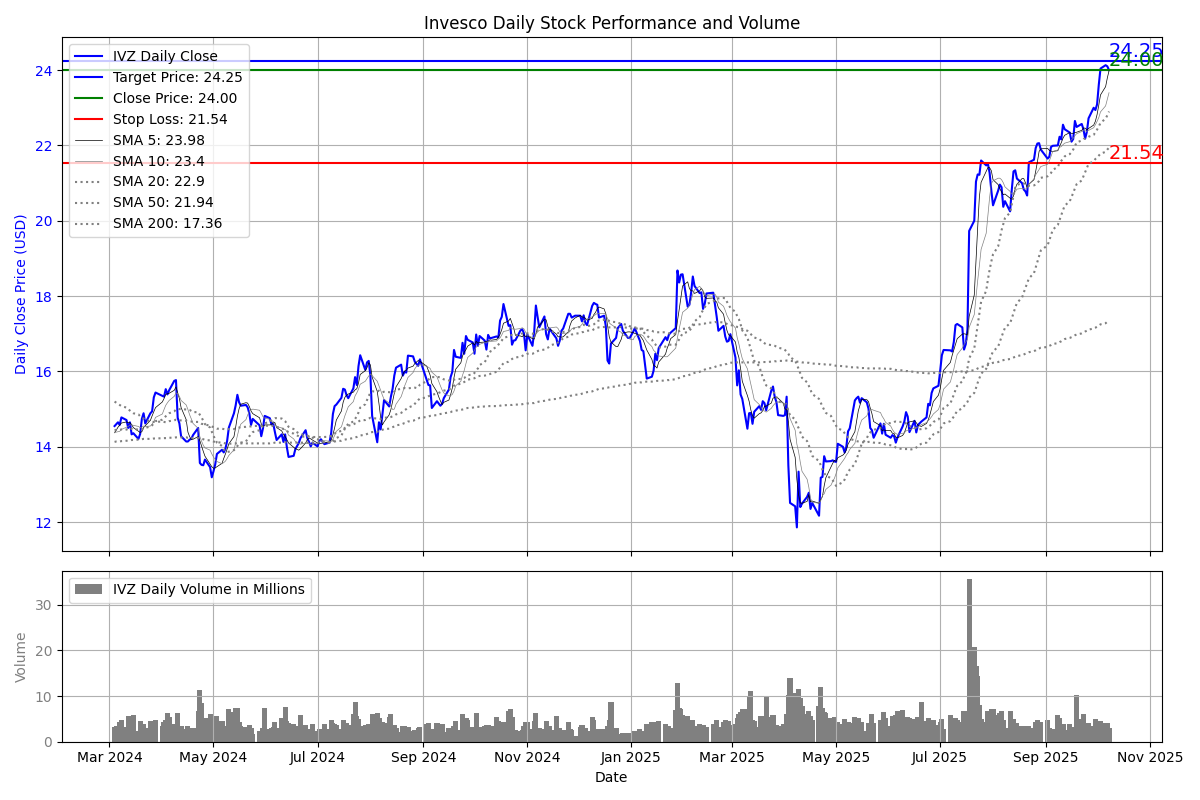 Invesco Daily Stock Performance and Volume
IVZ Daily Close
Target Price: 24.25
Close Price: 24.00
Stop Loss: 21.54
SMA 5: 23.98
SMA 10: 23.4
SMA 20: 22.9
SMA 50: 21.94
SMA 200: 17.36
24.25
24.00
21.54
24
22
20
18
16
14
12
Daily Close Price (USD)
IVZ Daily Volume in Millions
30
20
10
0
Volume
Mar 2024 May 2024 Jul 2024 Sep 2024 Nov 2024 Jan 2025 Mar 2025 May 2025 Jul 2025 Sep 2025 Nov 2025
Date